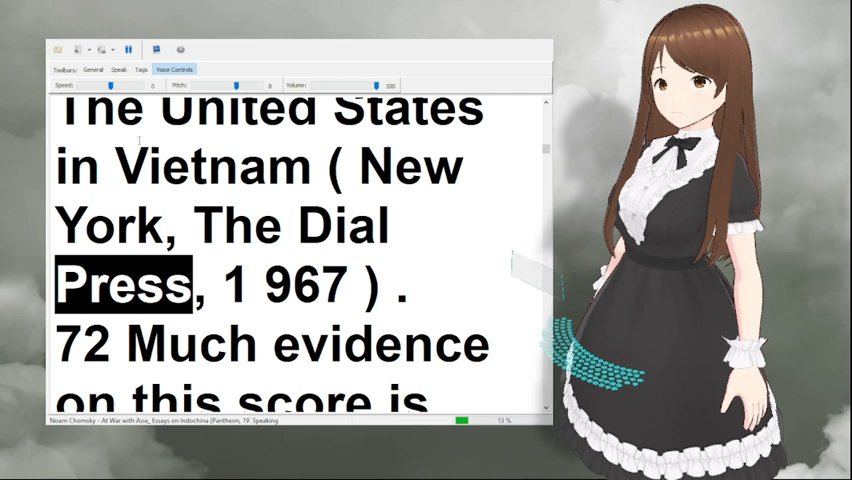 Toolbars: General Speak Tags Voice Controls
Speed: 0 Pitch: 8 Volume: 100
The United States
in Vietnam ( New
York, The Dial
Press, 1 967 ) .
72 Much evidence
on this score is
Noam Chomsky - At War with Asia_ Essays on Indochina (Pantheon, 19 Speaking 13 %